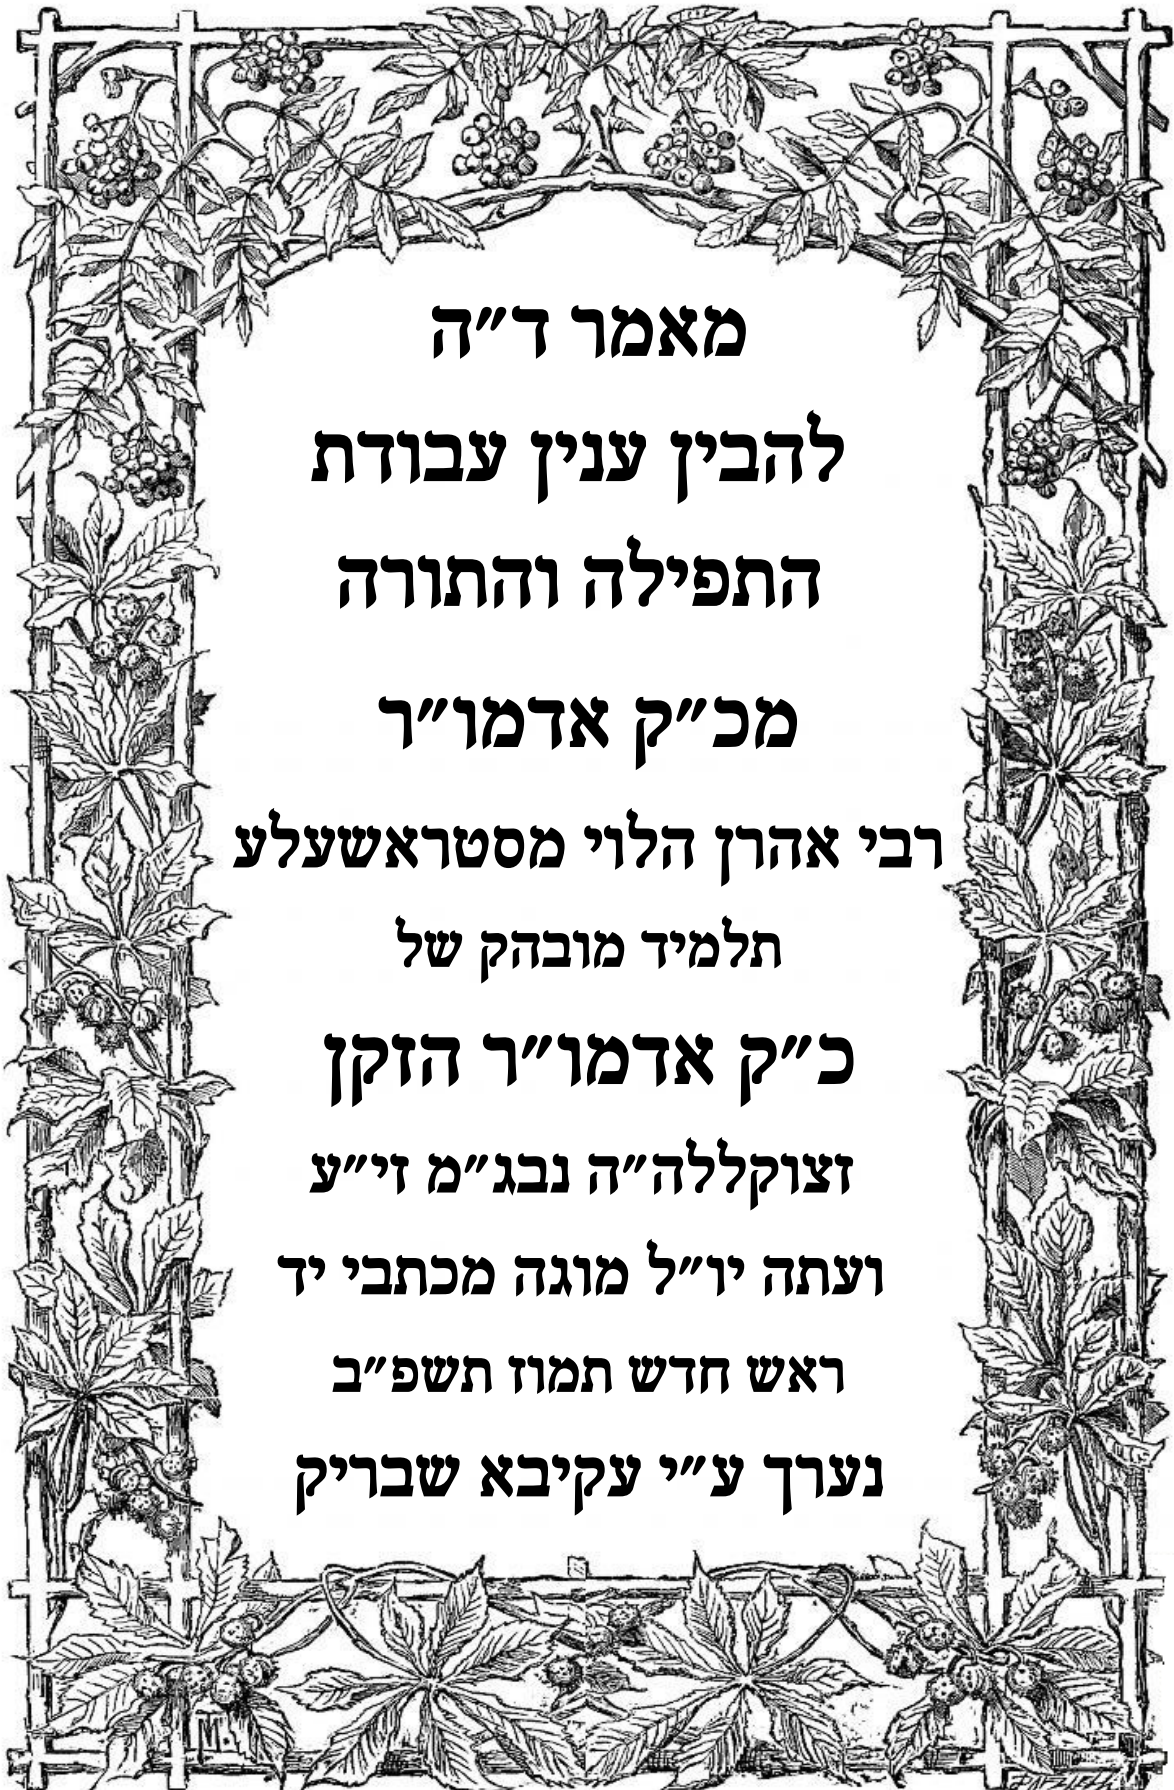 מאמר ד״ה
להבין ענין עבודת
התפילה והתורה
מכ״ק אדמו״ר
רבי אהרן הלוי מסטראשעלע
תלמיד מובהק של
כ״ק אדמו״ר הזקן
זצוקללה״ה נבג״מ זי״ע
ועתה יו״ל מוגה מכתבי יד
ראש חדש תמוז תשפ״ב
נערך ע״י עקיבא שבריק
M.